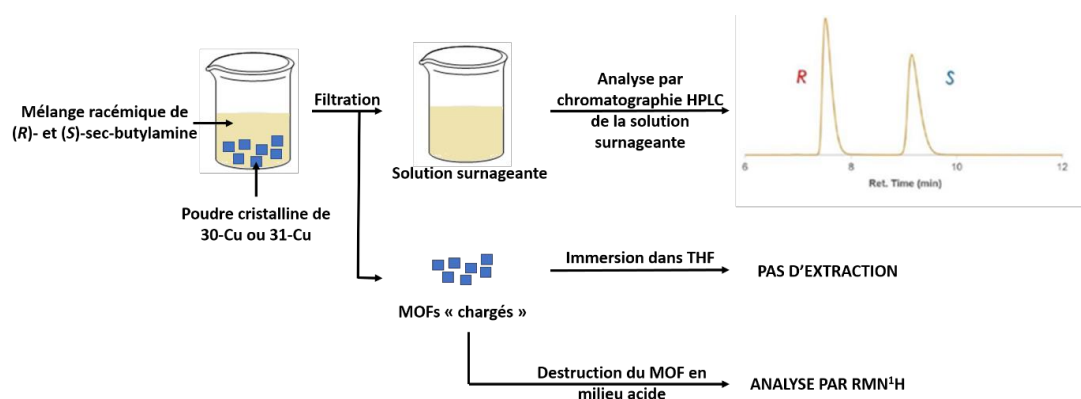 Mélange racémique de
(R)- et (S)-sec-butylamine
Poudre cristalline de
30-Cu ou 31-Cu
Filtration
Solution surnageante
Analyse par
chromatographie HPLC
de la solution
surnageante
R
S
6
8
10
12
Ret. Time (min)
MOFs « chargés »
Immersion dans THF
PAS D’EXTRACTION
Destruction du MOF en
milieu acide
ANALYSE PAR RMN¹H